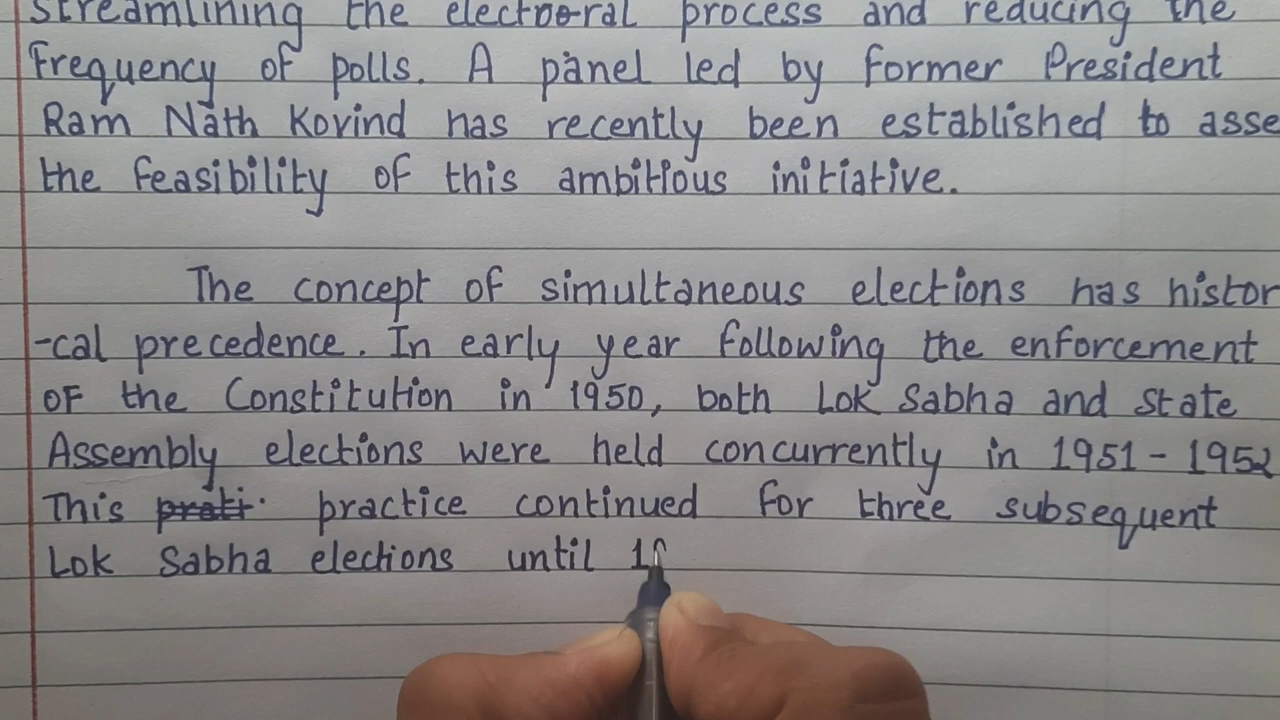 streamlining the electoral process and reducing the
frequency of polls. A panel led by former President
Ram Nath Kovind has recently been established to asse
the feasibility of this ambitious initiative.
The concept of simultaneous elections has histor
-cal precedence. In early year following the enforcement
of the Constitution in 1950, both Lok Sabha and state
Assembly elections were held concurrently in 1951-1952
This practice continued for three subsequent
Lok Sabha elections until 1